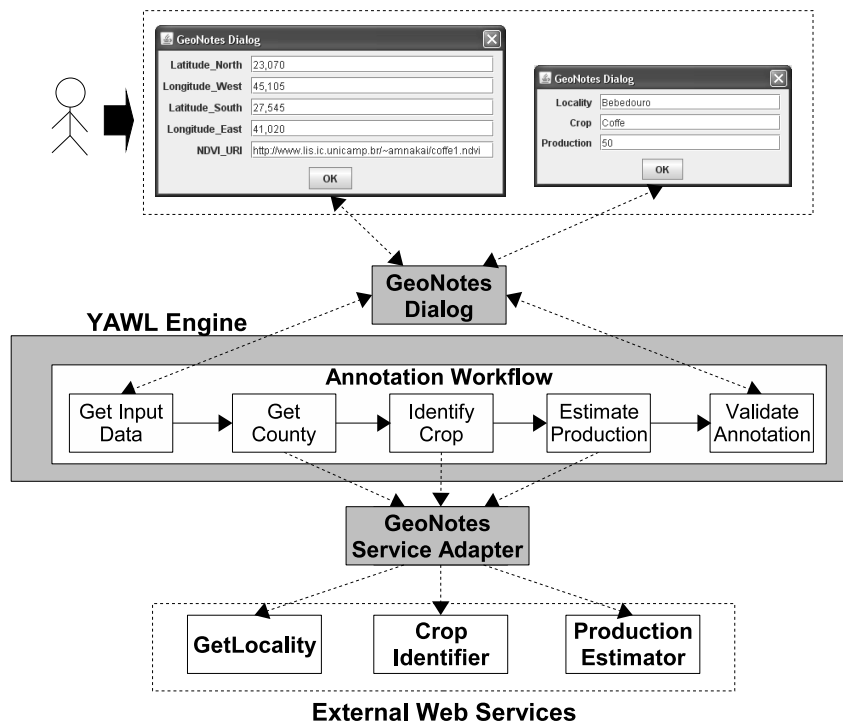 GeoNotes Dialog
Latitude_North 23,070
Longitude_West 45,105
Latitude_South 27,545
Longitude_East 41,020
NDVI_URI http://www.lis.ic.unicamp.br/~amnakai/coffe1.ndvi
OK
GeoNotes Dialog
Locality Bebedouro
Crop Coffe
Production 50
OK
GeoNotes
Dialog
YAWL Engine
Annotation Workflow
Get Input
Data
Get
County
Identify
Crop
Estimate
Production
Validate
Annotation
GeoNotes
Service Adapter
GetLocality
Crop
Identifier
Production
Estimator
External Web Services